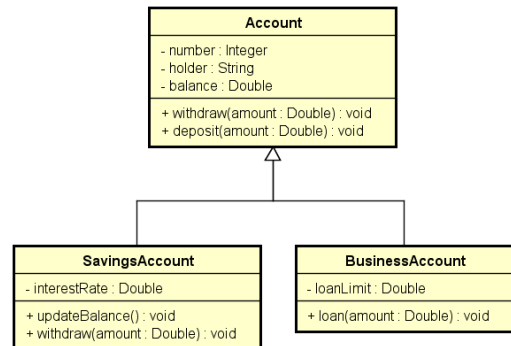 Account
- number : Integer
- holder : String
- balance : Double
+ withdraw(amount : Double) : void
+ deposit(amount : Double) : void
SavingsAccount
- interestRate : Double
+ updateBalance() : void
+ withdraw(amount : Double) : void
BusinessAccount
- loanLimit : Double
+ loan(amount : Double) : void